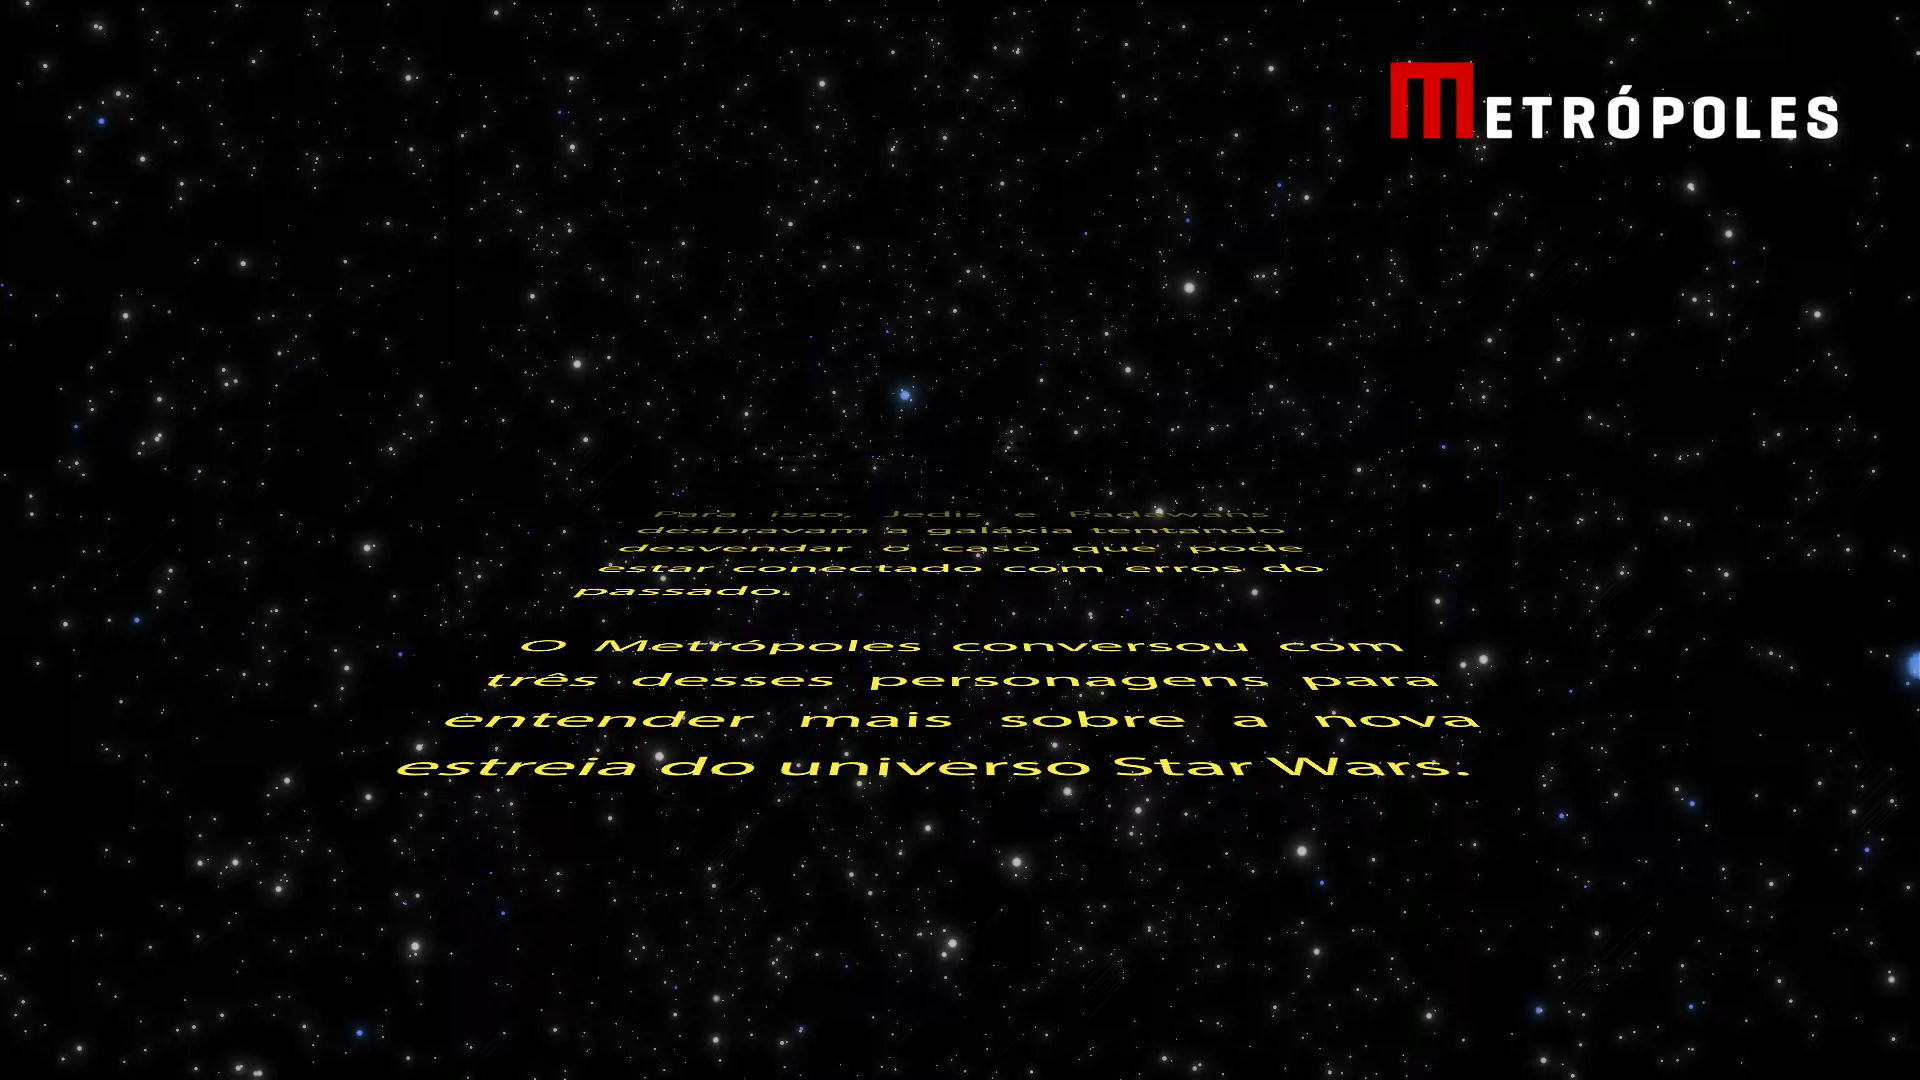 METRÓPOLES
Para isso, Jedis e Padawans
desbravam a galáxia tentando
desvendar o caso que pode
estar conectado com erros do
passado.
O Metrópoles conversou com
três desses personagens para
entender mais sobre a nova
estreia do universo Star Wars.